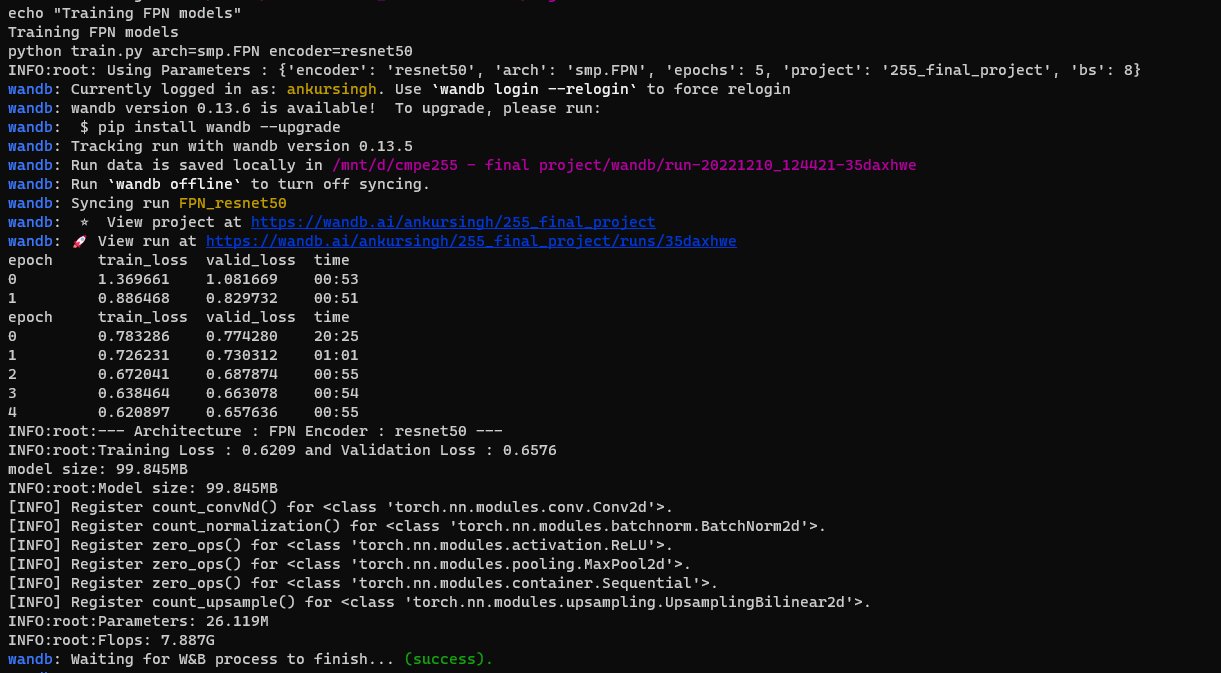 echo "Training FPN models"
Training FPN models
python train.py arch=smp.FPN encoder=resnet50
INFO:root: Using Parameters : {'encoder': 'resnet50', 'arch': 'smp.FPN', 'epochs': 5, 'project': '255_final_project', 'bs': 8}
wandb: Currently logged in as: ankursingh. Use `wandb login --relogin` to force relogin
wandb: wandb version 0.13.6 is available!  To upgrade, please run:
wandb:  $ pip install wandb --upgrade
wandb: Tracking run with wandb version 0.13.5
wandb: Run data is saved locally in /mnt/d/cmpe255 - final project/wandb/run-20221210_124421-35daxhwe
wandb: Run `wandb offline` to turn off syncing.
wandb: Syncing run FPN_resnet50
wandb: ⭐ View project at https://wandb.ai/ankursingh/255_final_project
wandb: 🚀 View run at https://wandb.ai/ankursingh/255_final_project/runs/35daxhwe
epoch     train_loss  valid_loss  time
0         1.369661    1.081669    00:53
1         0.886468    0.829732    00:51
epoch     train_loss  valid_loss  time
0         0.783286    0.774280    20:25
1         0.726231    0.730312    01:01
2         0.672041    0.687874    00:55
3         0.638464    0.663078    00:54
4         0.620897    0.657636    00:55
INFO:root:--- Architecture : FPN Encoder : resnet50 ---
INFO:root:Training Loss : 0.6209 and Validation Loss : 0.6576
model size: 99.845MB
INFO:root:Model size: 99.845MB
[INFO] Register count_convNd() for <class 'torch.nn.modules.conv.Conv2d'>.
[INFO] Register count_normalization() for <class 'torch.nn.modules.batchnorm.BatchNorm2d'>.
[INFO] Register zero_ops() for <class 'torch.nn.modules.activation.ReLU'>.
[INFO] Register zero_ops() for <class 'torch.nn.modules.pooling.MaxPool2d'>.
[INFO] Register zero_ops() for <class 'torch.nn.modules.container.Sequential'>.
[INFO] Register count_upsample() for <class 'torch.nn.modules.upsampling.UpsamplingBilinear2d'>.
INFO:root:Parameters: 26.119M
INFO:root:Flops: 7.887G
wandb: Waiting for W&B process to finish... (success).